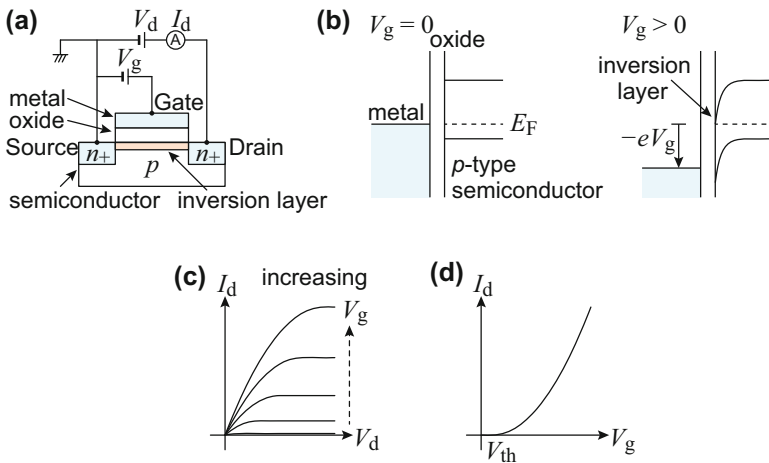 (a)
V_d I_d
A
V_g
metal
Gate
oxide
Source
Drain
n+
n+
p
semiconductor
inversion layer
(b)
V_g = 0
oxide
metal
E_F
p-type
semiconductor
V_g > 0
inversion
layer
−eV_g
(c)
I_d
increasing
V_g
V_d
(d)
I_d
V_th
V_g